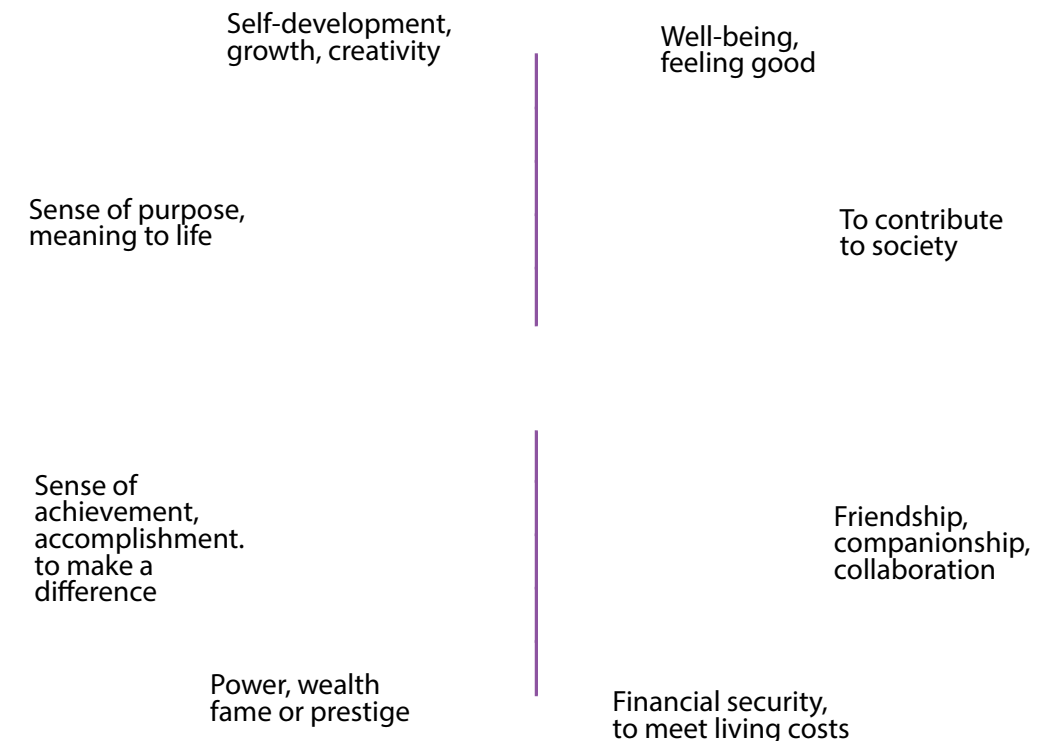 Self-development,
growth, creativity
Well-being,
feeling good
Sense of purpose,
meaning to life
To contribute
to society
Sense of
achievement,
accomplishment.
to make a
difference
Friendship,
companionship,
collaboration
Power, wealth
fame or prestige
Financial security,
to meet living costs